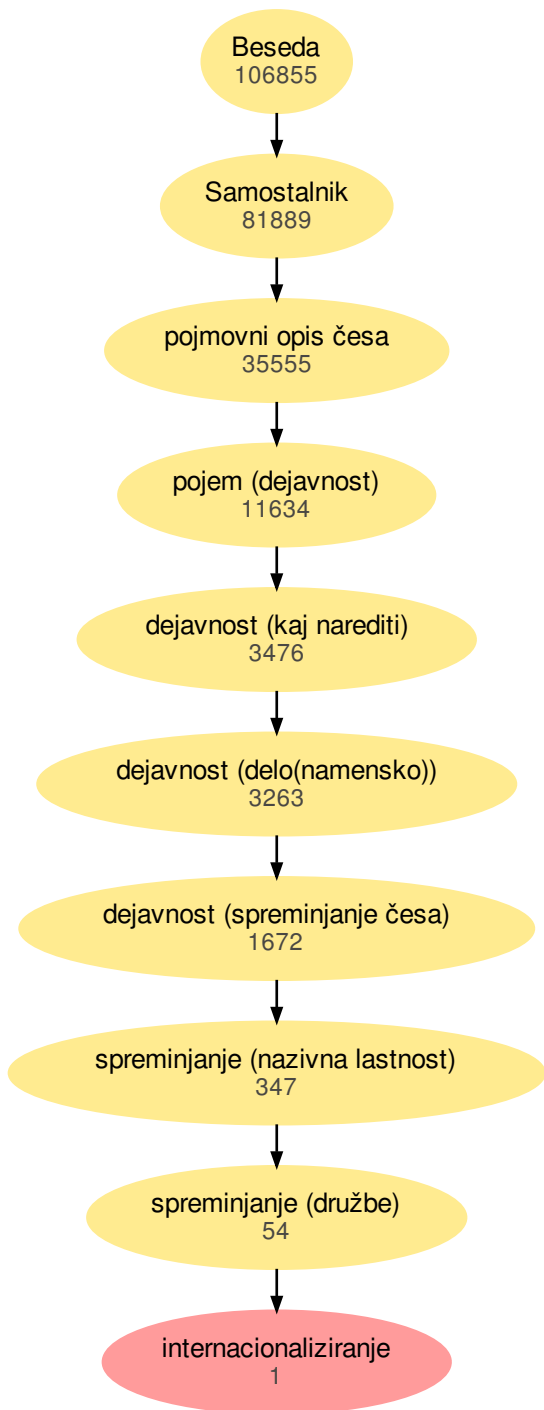 Beseda
106855
Samostalnik
81889
pojmovni opis česa
35555
pojem (dejavnost)
11634
dejavnost (kaj narediti)
3476
dejavnost (delo(namensko))
3263
dejavnost (spreminjanje česa)
1672
spreminjanje (nazivna lastnost)
347
spreminjanje (družbe)
54
internacionaliziranje
1